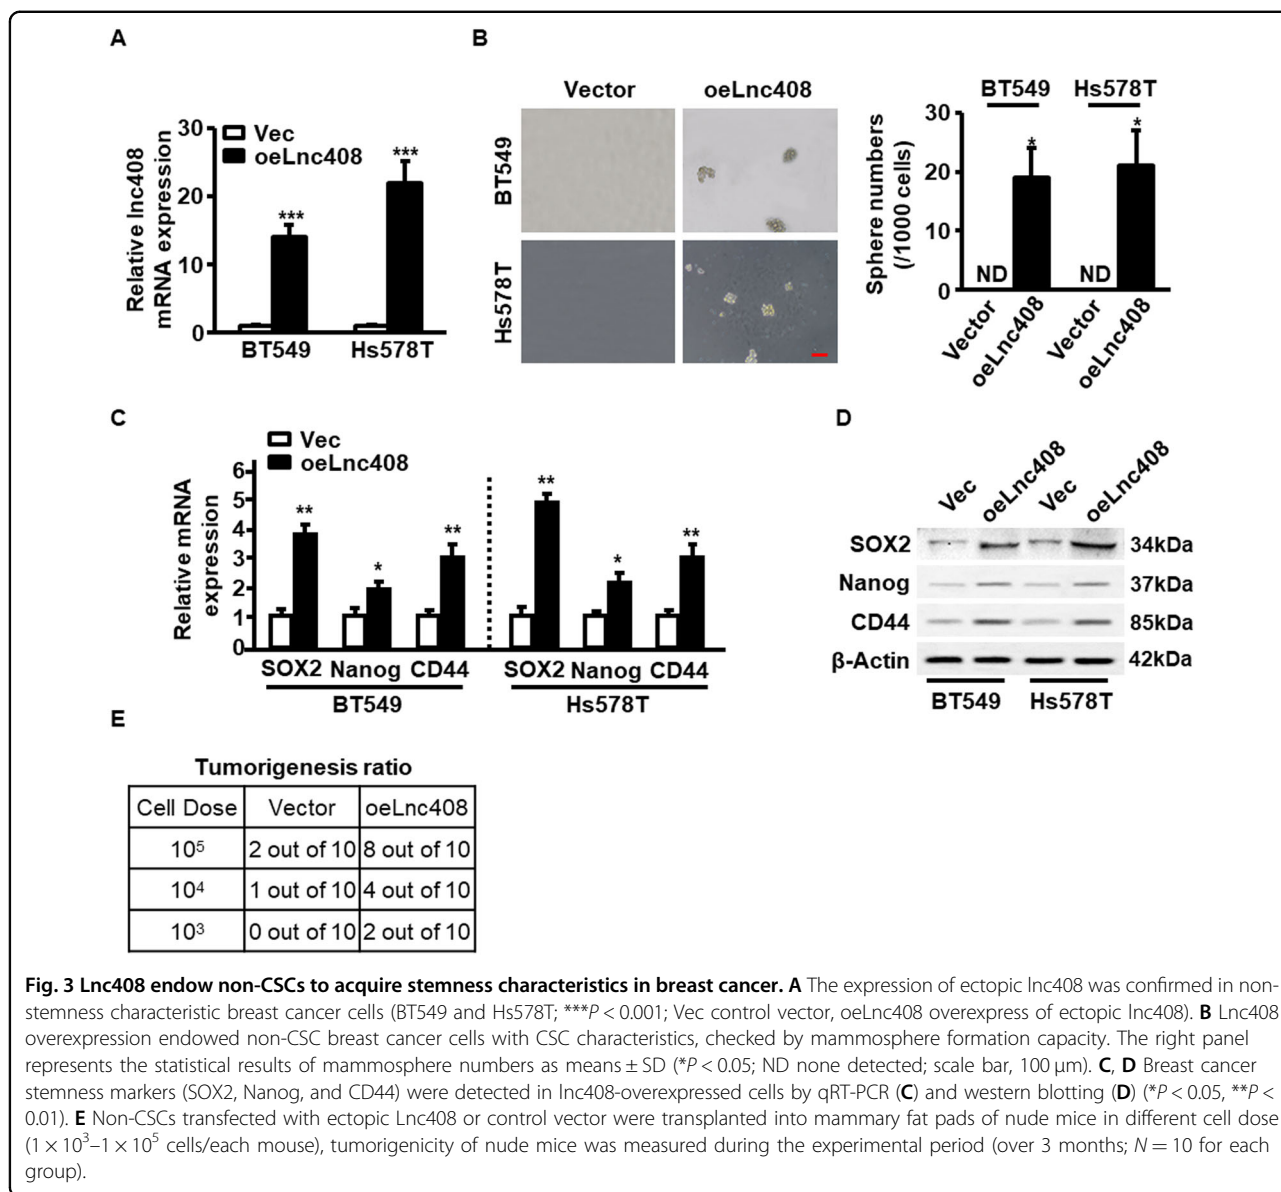 A
Relative lnc408
mRNA expression
30
20
10
0
Vec
oeLnc408
***
***
BT549
Hs578T
B
Vector
oeLnc408
BT549
Hs578T
Sphere numbers
(/1000 cells)
30
20
10
0
BT549
Hs578T
*
*
ND
ND
Vector
oeLnc408
Vector
oeLnc408
C
Relative mRNA
expression
6
5
4
3
2
1
0
Vec
oeLnc408
**
*
**
**
*
**
SOX2 Nanog CD44
SOX2 Nanog CD44
BT549
Hs578T
D
Vec
oeLnc408
Vec
oeLnc408
SOX2 34kDa
Nanog 37kDa
CD44 85kDa
β-Actin 42kDa
BT549 Hs578T
E
Tumorigenesis ratio
Cell Dose Vector oeLnc408
10⁵ 2 out of 10 8 out of 10
10⁴ 1 out of 10 4 out of 10
10³ 0 out of 10 2 out of 10
Fig. 3 Lnc408 endow non-CSCs to acquire stemness characteristics in breast cancer. A The expression of ectopic lnc408 was confirmed in non-
stemness characteristic breast cancer cells (BT549 and Hs578T; ***P < 0.001; Vec control vector, oeLnc408 overexpress of ectopic lnc408). B Lnc408
overexpression endowed non-CSC breast cancer cells with CSC characteristics, checked by mammosphere formation capacity. The right panel
represents the statistical results of mammosphere numbers as means ± SD (*P < 0.05; ND none detected; scale bar, 100 μm). C, D Breast cancer
stemness markers (SOX2, Nanog, and CD44) were detected in lnc408-overexpressed cells by qRT-PCR (C) and western blotting (D) (*P < 0.05, **P <
0.01). E Non-CSCs transfected with ectopic Lnc408 or control vector were transplanted into mammary fat pads of nude mice in different cell dose
(1 × 10³–1 × 10⁵ cells/each mouse), tumorigenicity of nude mice was measured during the experimental period (over 3 months; N = 10 for each
group).